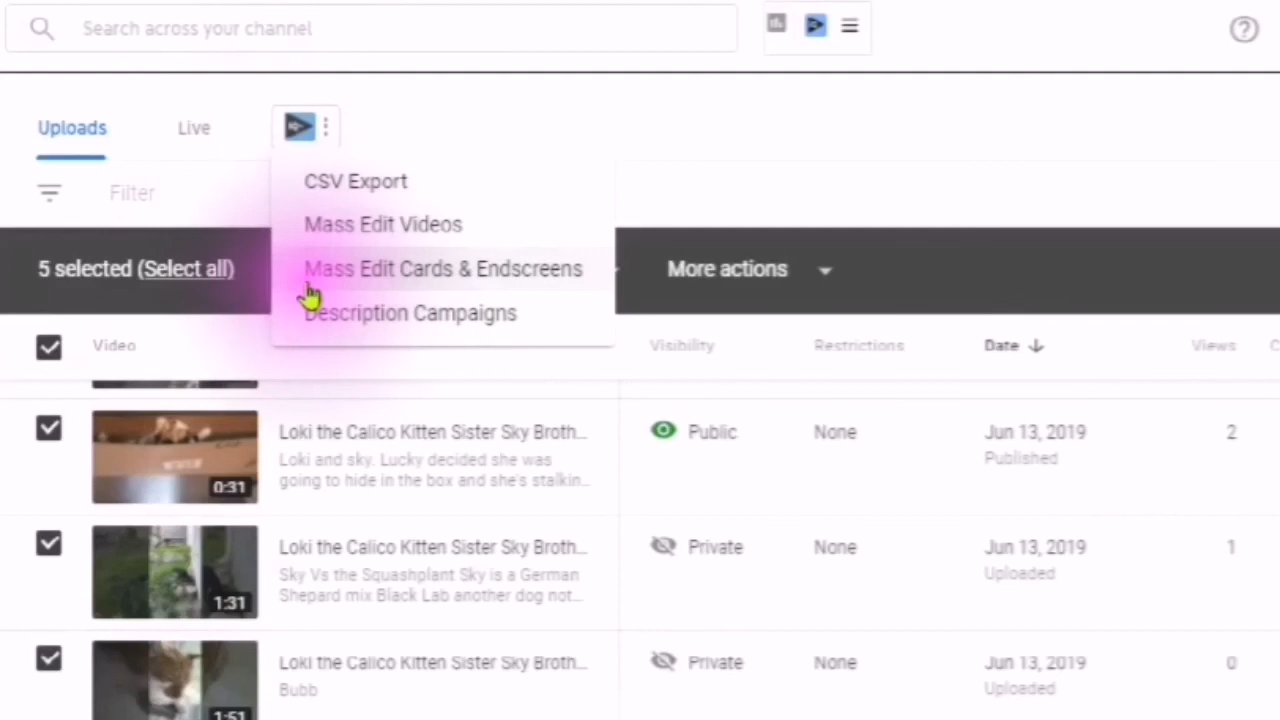 Search across your channel
Uploads
Live
CSV Export
Filter
Mass Edit Videos
5 selected (Select all)
Mass Edit Cards & Endscreens
More actions
Description Campaigns
Video
Visibility
Restrictions
Date
Views
Loki the Calico Kitten Sister Sky Broth...
Loki and sky. Lucky decided she was
going to hide in the box and she's stalkin...
0:31
Public
None
Jun 13, 2019
Published
2
Loki the Calico Kitten Sister Sky Broth...
Sky Vs the Squashplant Sky is a German
Shepard mix Black Lab another dog not...
1:31
Private
None
Jun 13, 2019
Uploaded
1
Loki the Calico Kitten Sister Sky Broth...
Bubb
1:51
Private
None
Jun 13, 2019
Uploaded
0